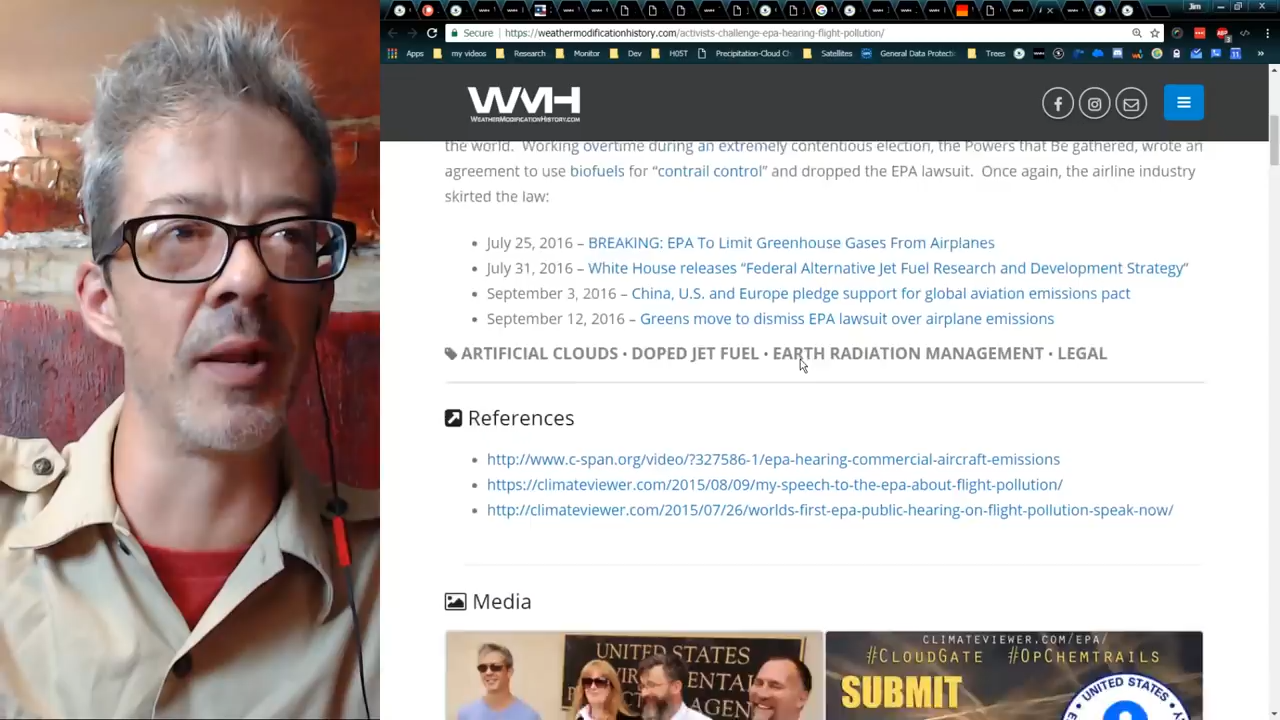 Jim
Secure
https://weathermodificationhistory.com/activists-challenge-epa-hearing-flight-pollution/
Apps my videos Research Monitor Dev H05T Precipitation-Cloud Ch Satellites General Data Protecti Trees
WMH
WEATHERMODIFICATIONHISTORY.COM
the world. Working overtime during an extremely contentious election, the Powers that Be gathered, wrote an
agreement to use biofuels for “contrail control” and dropped the EPA lawsuit. Once again, the airline industry
skirted the law:
July 25, 2016 – BREAKING: EPA To Limit Greenhouse Gases From Airplanes
July 31, 2016 – White House releases “Federal Alternative Jet Fuel Research and Development Strategy“
September 3, 2016 – China, U.S. and Europe pledge support for global aviation emissions pact
September 12, 2016 – Greens move to dismiss EPA lawsuit over airplane emissions
ARTIFICIAL CLOUDS • DOPED JET FUEL • EARTH RADIATION MANAGEMENT • LEGAL
References
http://www.c-span.org/video/?327586-1/epa-hearing-commercial-aircraft-emissions
https://climateviewer.com/2015/08/09/my-speech-to-the-epa-about-flight-pollution/
http://climateviewer.com/2015/07/26/worlds-first-epa-public-hearing-on-flight-pollution-speak-now/
Media
UNITED STATES
CLIMATEVIEWER.COM/EPA/
#CLOUDGATE #OPCHEMTRAILS
SUBMIT
UNITED STATES